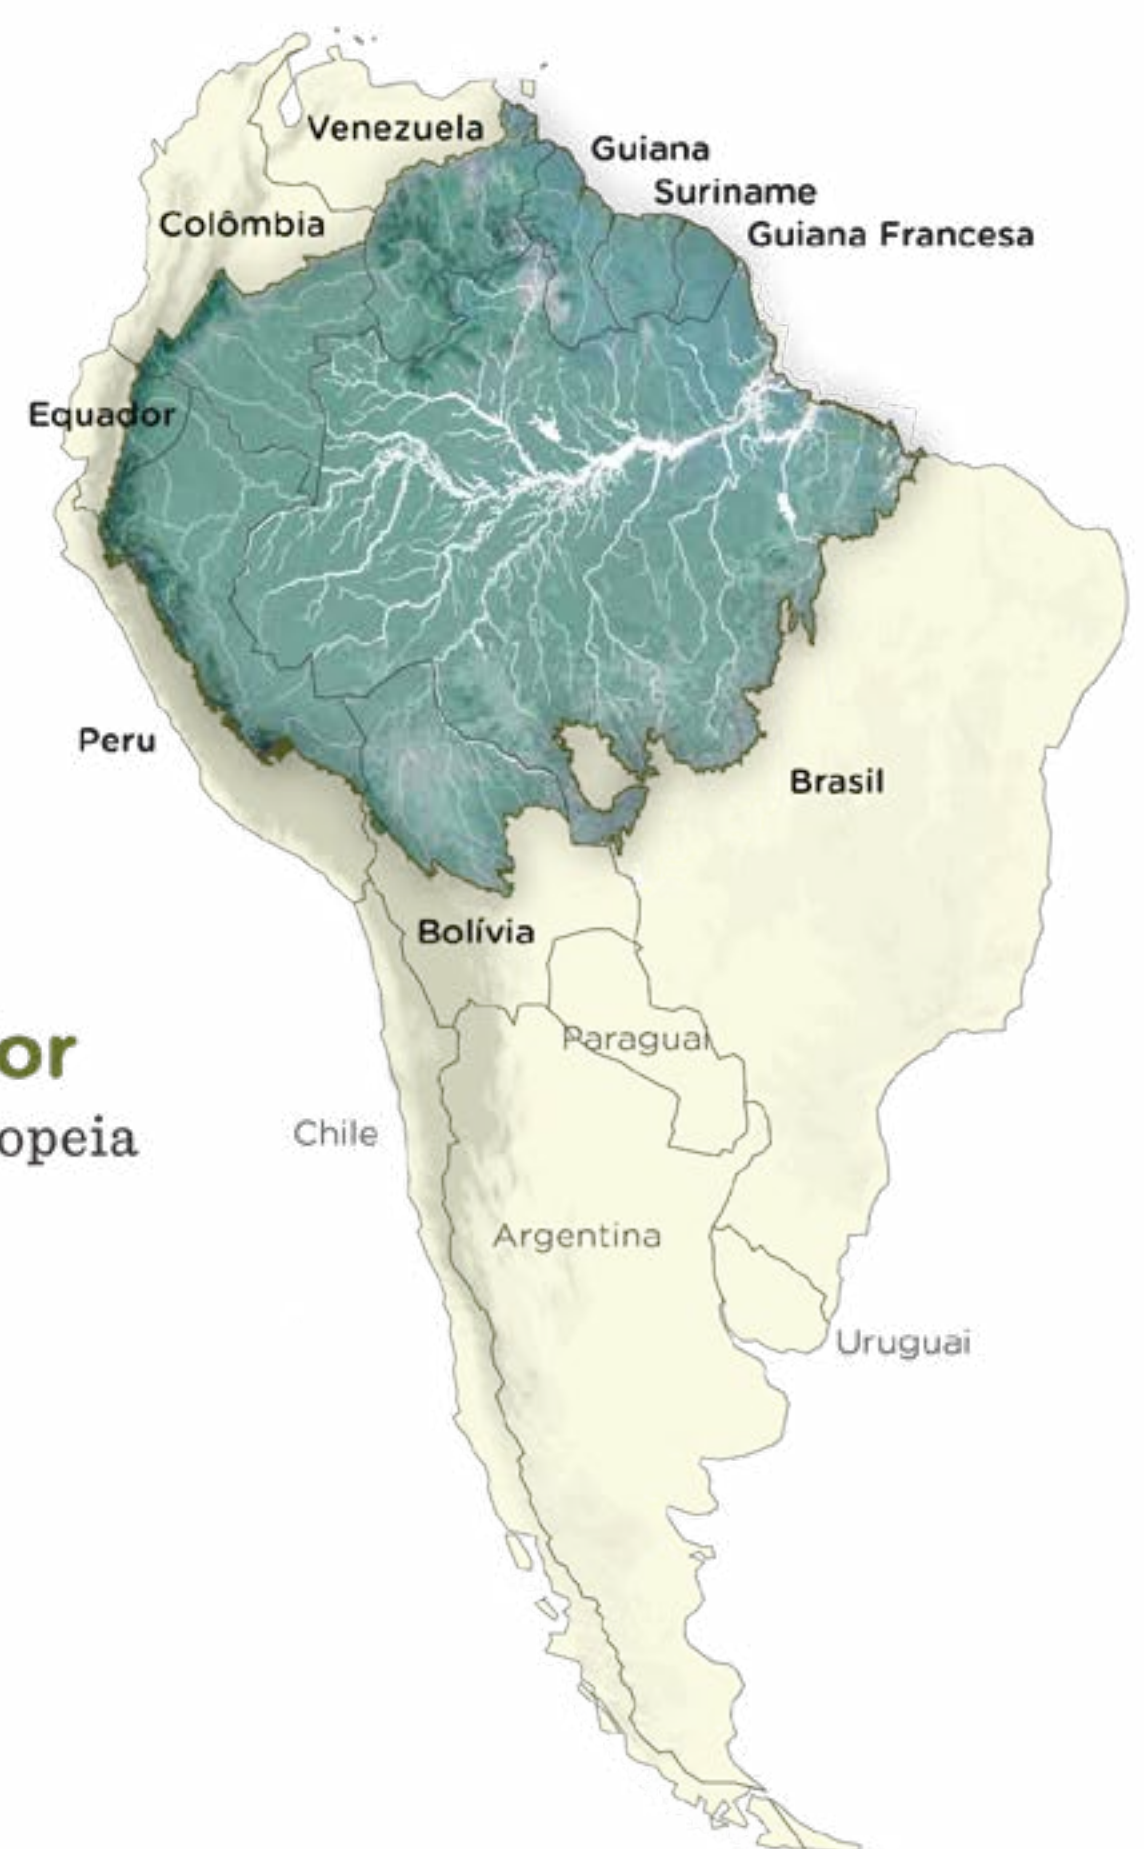 Venezuela
Guiana
Suriname
Colômbia
Guiana Francesa
Equador
Peru
Brasil
Bolívia
Paraguai
or
opeia
Chile
Argentina
Uruguai